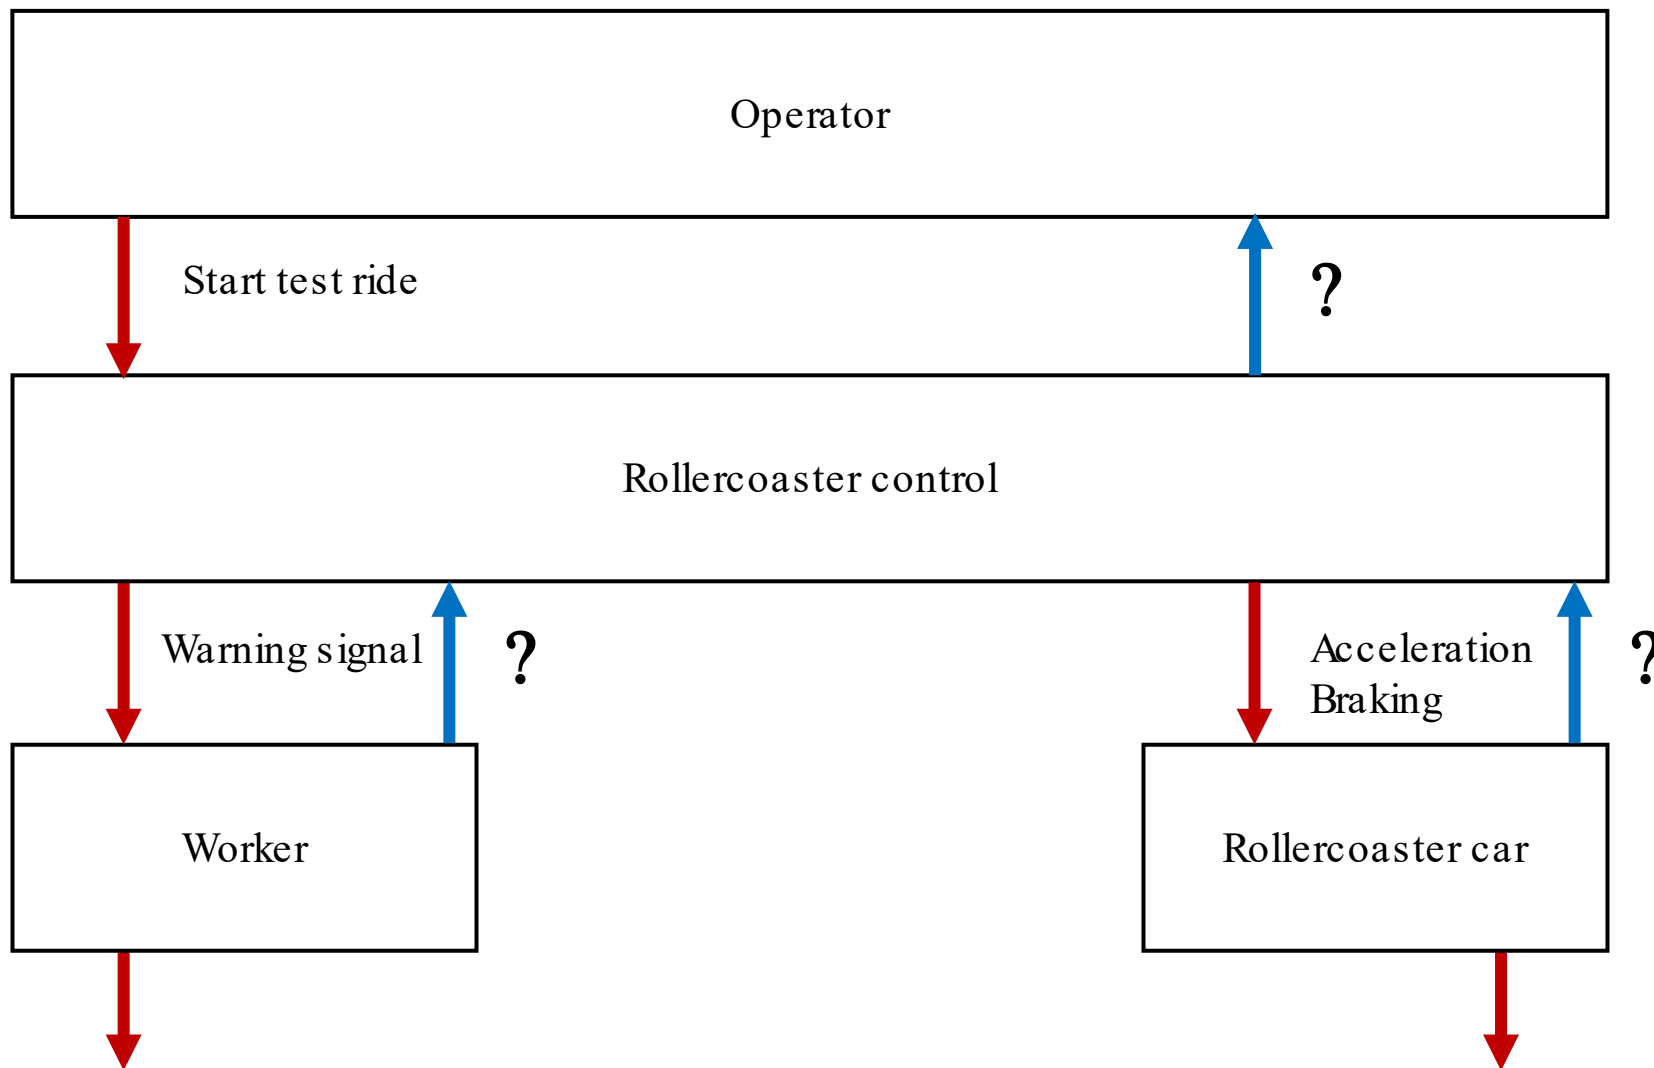 Operator
Start test ride
?
Rollercoaster control
Warning signal
?
Acceleration
Braking
?
Worker
Rollercoaster car